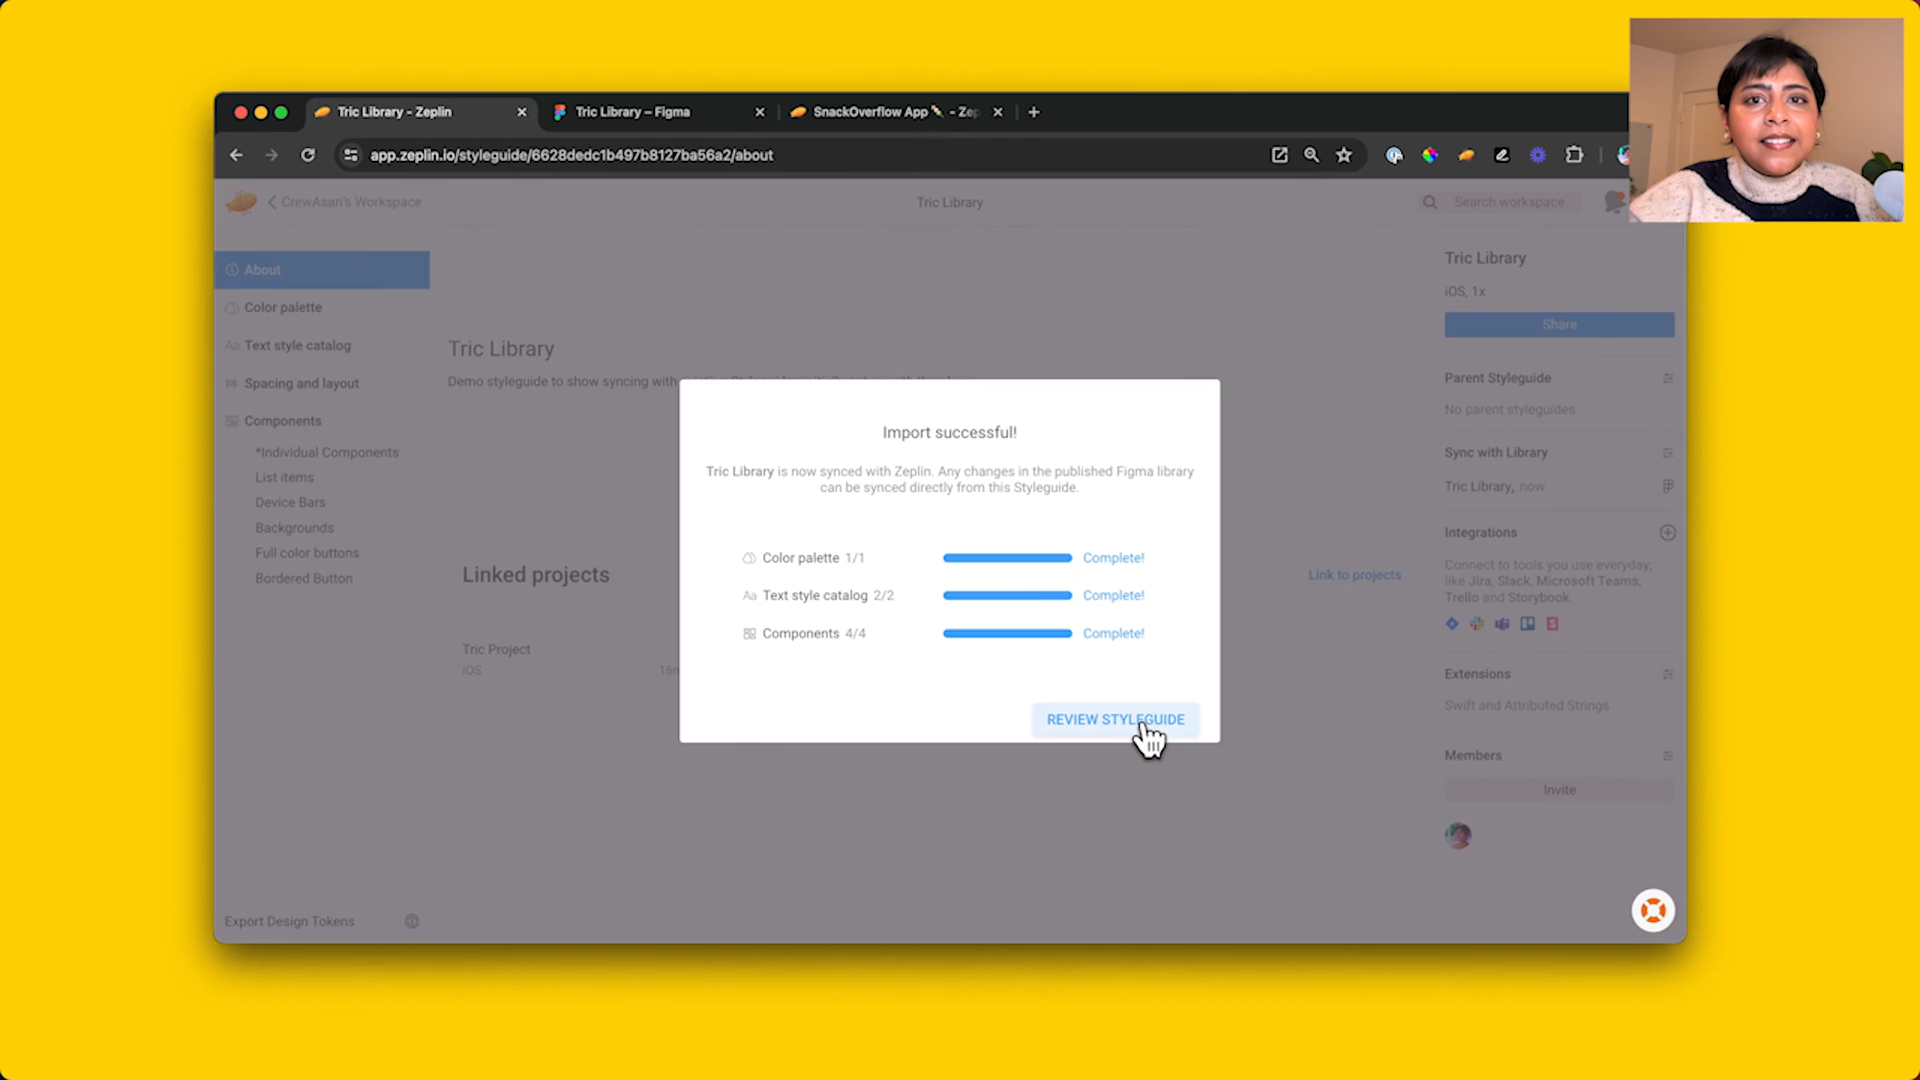 Tric Library - Zeplin
Tric Library – Figma
SnackOverflow App - Zep
app.zeplin.io/styleguide/6628dedc1b497b8127ba56a2/about
CrewAsan's Workspace
Tric Library
Search workspace
About
Color palette
Aa Text style catalog
Spacing and layout
Components
*Individual Components
List items
Device Bars
Backgrounds
Full color buttons
Bordered Button
Export Design Tokens
Tric Library
Demo styleguide to show syncing with
Linked projects
Link to projects
Tric Project
iOS
16m
Import successful!
Tric Library is now synced with Zeplin. Any changes in the published Figma library
can be synced directly from this Styleguide.
Color palette 1/1 Complete!
Aa Text style catalog 2/2 Complete!
Components 4/4 Complete!
REVIEW STYLEGUIDE
Tric Library
iOS, 1x
Share
Parent Styleguide
No parent styleguides.
Sync with Library
Tric Library, now
Integrations
Connect to tools you use everyday,
like Jira, Slack, Microsoft Teams,
Trello and Storybook.
Extensions
Swift and Attributed Strings
Members
Invite